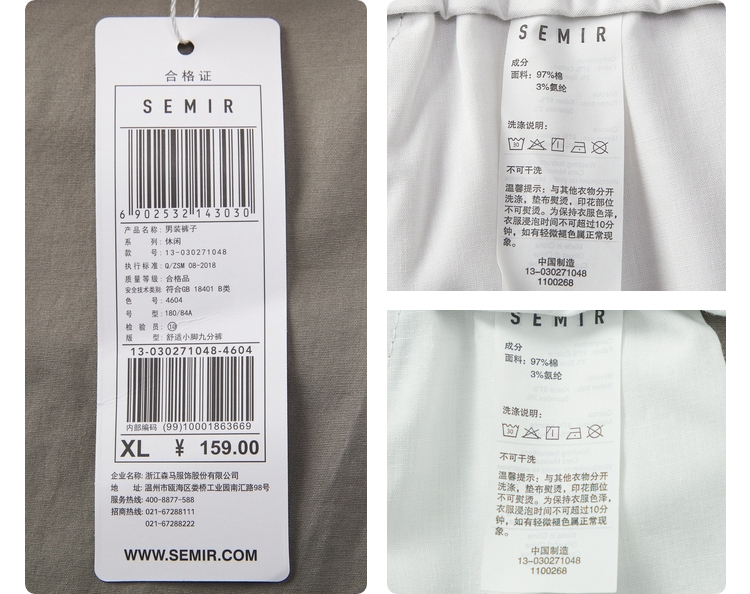 合格证
SEMIR
6 902532 143030
产品名称: 男装裤子
系 列: 休闲
款 号: 13-030271048
执行标准: Q/ZSM 08-2018
质量等级: 合格品
安全技术类别: 符合GB 18401 B类
色 号: 4604
号 型: 180/84A
检 验 员: ⑩
版 型: 舒适小脚九分裤
13-030271048-4604
内部编码 (99)10001863669
XL ¥ 159.00
企业名称: 浙江森马服饰股份有限公司
地 址: 温州市瓯海区娄桥工业园南汇路98号
服务热线: 400-8877-588
招商热线: 021-67288111
021-67288222
WWW.SEMIR.COM
SEMIR
成分
面料: 97%棉
3%氨纶
洗涤说明:
30
不可干洗
温馨提示: 与其他衣物分开
洗涤, 垫布熨烫, 印花部位
不可熨烫。为保持衣服色泽,
衣服浸泡时间不可超过10分
钟, 如有轻微褪色属正常现
象。
中国制造
13-030271048
1100268
SEMIR
成分
面料: 97%棉
3%氨纶
洗涤说明:
30
不可干洗
温馨提示: 与其他衣物分开
洗涤, 垫布熨烫, 印花部位
不可熨烫。为保持衣服色泽,
衣服浸泡时间不可超过10分
钟, 如有轻微褪色属正常现
象。
中国制造
13-030271048
1100268